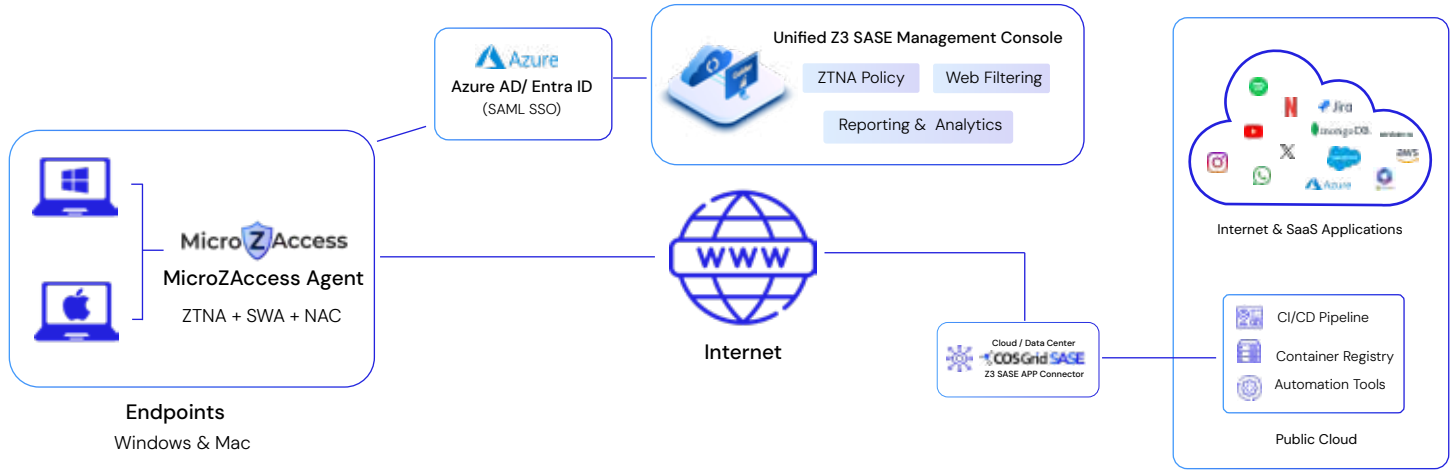 Azure
Azure AD/ Entra ID
(SAML SSO)
Unified Z3 SASE Management Console
ZTNA Policy
Web Filtering
Reporting & Analytics
MicroZAccess
MicroZAccess Agent
ZTNA + SWA + NAC
Endpoints
Windows & Mac
WWW
Internet
Cloud / Data Center
COSGrid SASE
Z3 SASE APP Connector
Jira
mongoDB.
aws
Azure
Internet & SaaS Applications
CI/CD Pipeline
Container Registry
Automation Tools
Public Cloud